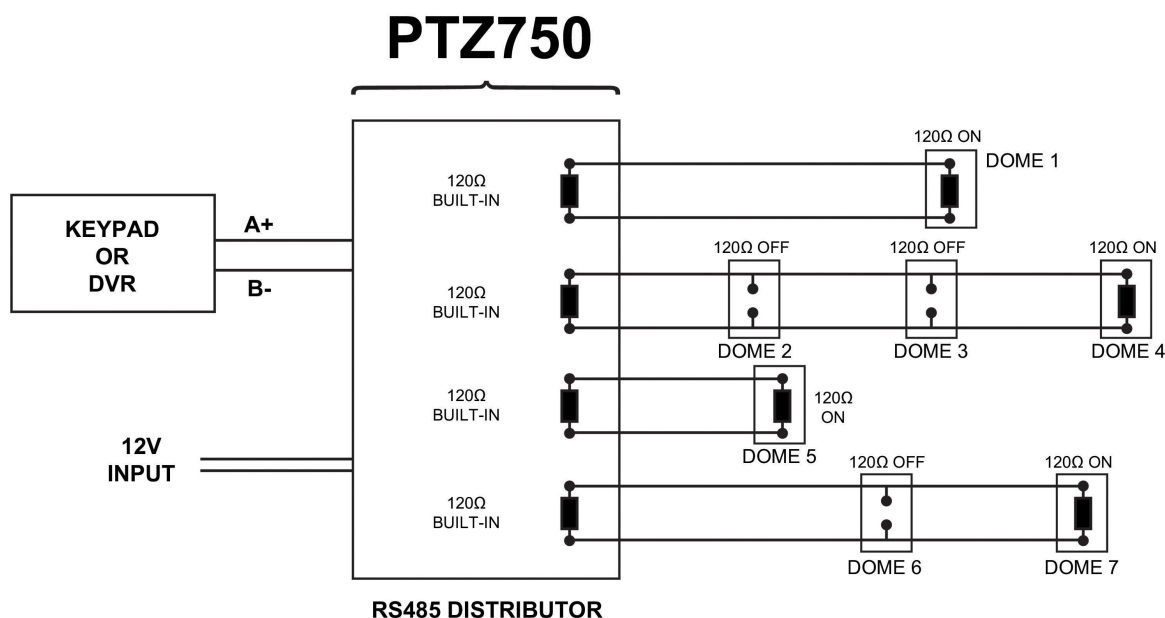 PTZ750
KEYPAD
OR
DVR
A+
B-
12V
INPUT
120Ω
BUILT-IN
120Ω
BUILT-IN
120Ω
BUILT-IN
120Ω
BUILT-IN
RS485 DISTRIBUTOR
120Ω ON
DOME 1
120Ω OFF
120Ω OFF
120Ω ON
DOME 2
DOME 3
DOME 4
120Ω
ON
DOME 5
120Ω OFF
120Ω ON
DOME 6
DOME 7